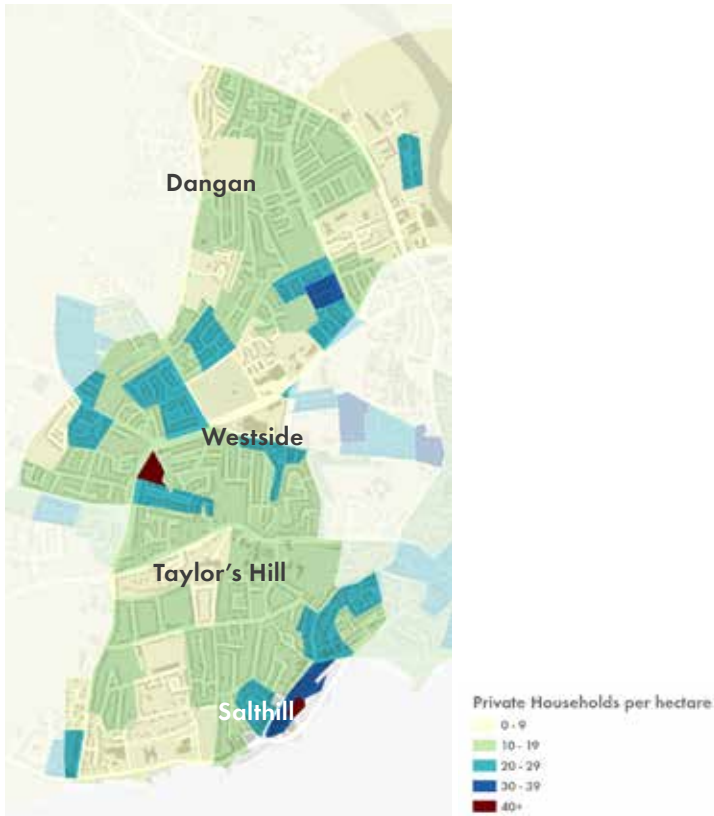 Dangan
Westside
Taylor's Hill
Salthill
Private Households per hectare
0 - 9
10 - 19
20 - 29
30 - 39
40+